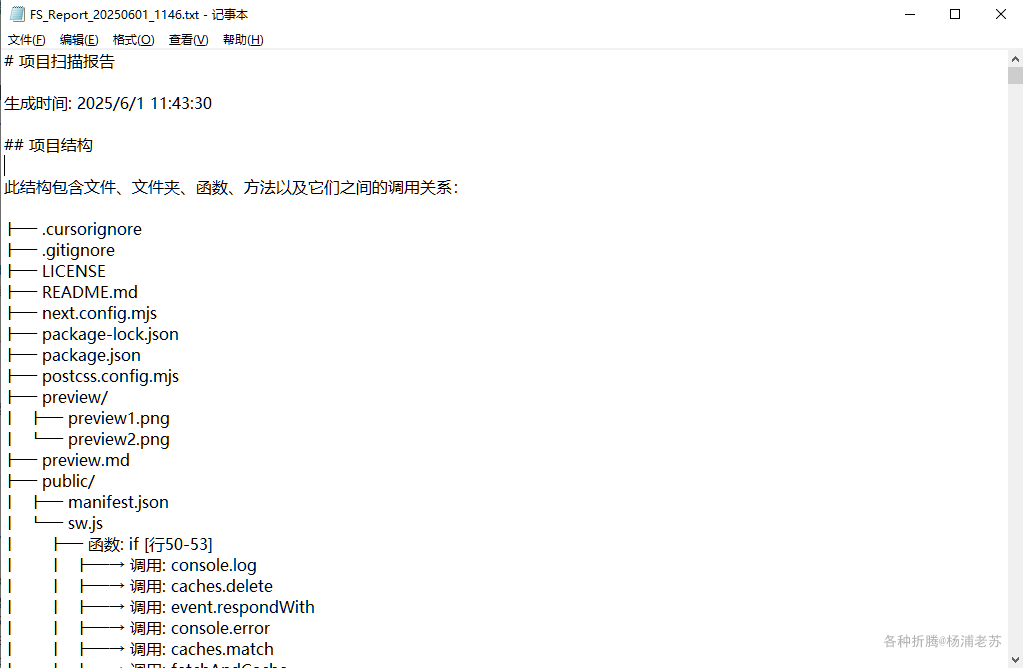 FS_Report_20250601_1146.txt - 记事本
文件(F) 编辑(E) 格式(O) 查看(V) 帮助(H)
# 项目扫描报告
生成时间: 2025/6/1 11:43:30
## 项目结构
此结构包含文件、文件夹、函数、方法以及它们之间的调用关系：
├── .cursorignore
├── .gitignore
├── LICENSE
├── README.md
├── next.config.mjs
├── package-lock.json
├── package.json
├── postcss.config.mjs
├── preview/
│   ├── preview1.png
│   └── preview2.png
├── preview.md
├── public/
│   ├── manifest.json
│   └── sw.js
│       ├── 函数: if [行50-53]
│       │   ├──→ 调用: console.log
│       │   ├──→ 调用: caches.delete
│       │   ├──→ 调用: event.respondWith
│       │   ├──→ 调用: console.error
│       │   ├──→ 调用: caches.match
│       │   ├──→ 调用: fetchAndCache
各种折腾@杨浦老苏